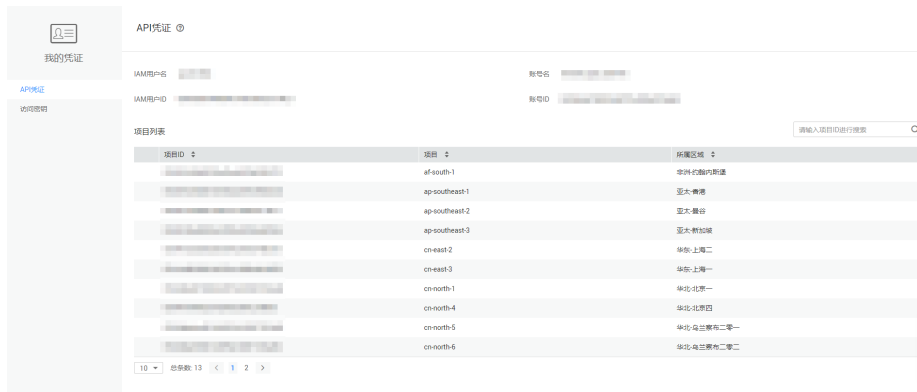 我的凭证
API凭证
访问密钥
API凭证
IAM用户名
账号名
IAM用户ID
账号ID
项目列表
请输入项目ID进行搜索
项目ID 项目 所属区域
af-south-1 非洲-约翰内斯堡
ap-southeast-1 亚太-香港
ap-southeast-2 亚太-曼谷
ap-southeast-3 亚太-新加坡
cn-east-2 华东-上海二
cn-east-3 华东-上海一
cn-north-1 华北-北京一
cn-north-4 华北-北京四
cn-north-5 华北-乌兰察布二零一
cn-north-6 华北-乌兰察布二零二
10 总条数: 13 < 1 2 >